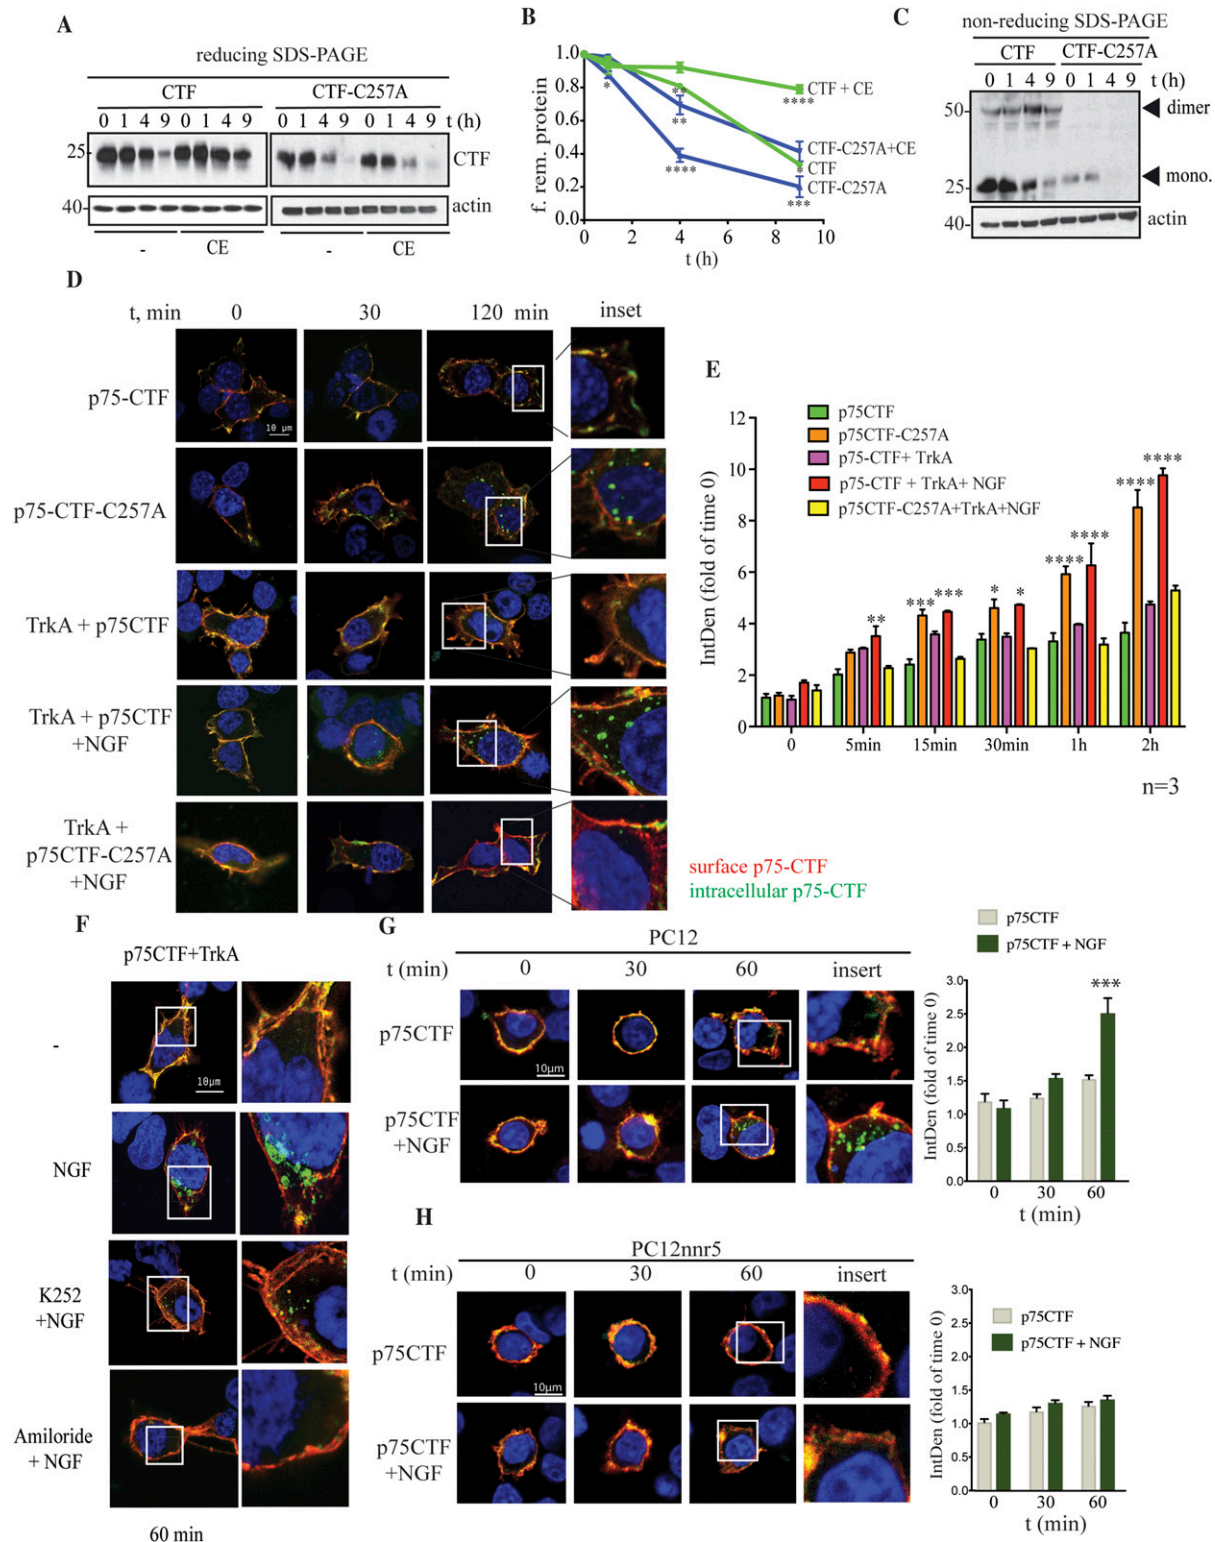 A
reducing SDS-PAGE
CTF CTF-C257A
0 1 4 9 0 1 4 9 0 1 4 9 0 1 4 9 t (h)
25- CTF
40- actin
- CE - CE
B
f. rem. protein
1.0
0.8
0.6
0.4
0.2
0.0
0 2 4 6 8 10
t (h)
* ** ** **** **** * ***
CTF + CE
CTF-C257A+CE
CTF
CTF-C257A
C
non-reducing SDS-PAGE
CTF CTF-C257A
0 1 4 9 0 1 4 9 t (h)
50- dimer
25- mono.
40- actin
D
t, min 0 30 120 min inset
p75-CTF
10 µm
p75-CTF-C257A
TrkA + p75CTF
TrkA + p75CTF
+NGF
TrkA +
p75CTF-C257A
+NGF
surface p75-CTF
intracellular p75-CTF
E
IntDen (fold of time 0)
12
10
8
6
4
2
0
p75CTF
p75CTF-C257A
p75-CTF+ TrkA
p75-CTF + TrkA+ NGF
p75CTF-C257A+TrkA+NGF
** *** *** * * **** **** **** ****
0 5min 15min 30min 1h 2h
n=3
F
p75CTF+TrkA
-
10µm
NGF
K252
+NGF
Amiloride
+ NGF
60 min
G
PC12
t (min) 0 30 60 insert
p75CTF
10µm
p75CTF
+NGF
p75CTF
p75CTF + NGF
IntDen (fold of time 0)
3.0
2.5
2.0
1.5
1.0
0.5
0.0
***
0 30 60
t (min)
H
PC12nnr5
t (min) 0 30 60 insert
p75CTF
10µm
p75CTF
+NGF
p75CTF
p75CTF + NGF
IntDen (fold of time 0)
3.0
2.5
2.0
1.5
1.0
0.5
0.0
0 30 60
t (min)